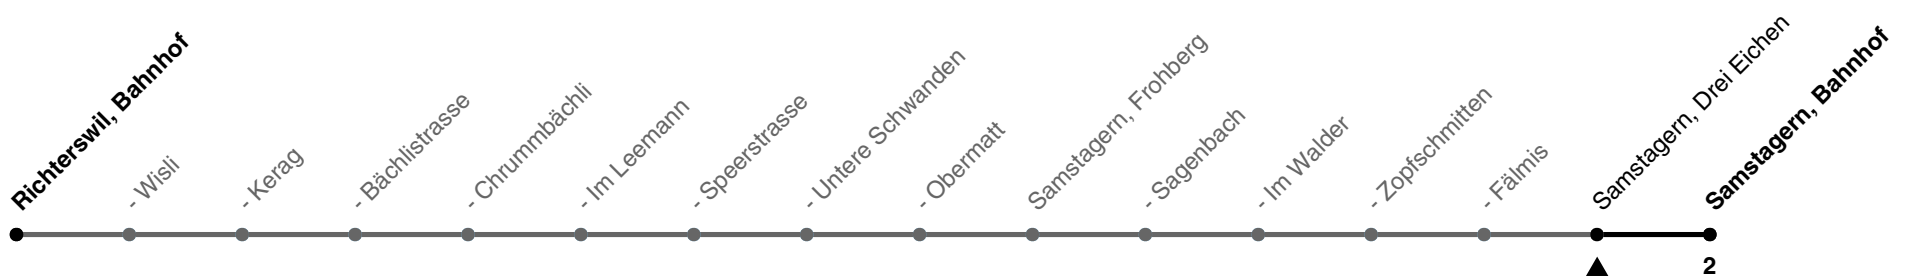 Richterswil, Bahnhof
- Wisli
- Kerag
- Bächlistrasse
- Chrummbächli
- Im Leemann
- Speerstrasse
- Untere Schwanden
- Obermatt
Samstagern, Frohberg
- Sagenbach
- Im Walder
- Zopfschmitten
- Fälmis
Samstagern, Drei Eichen
Samstagern, Bahnhof
2